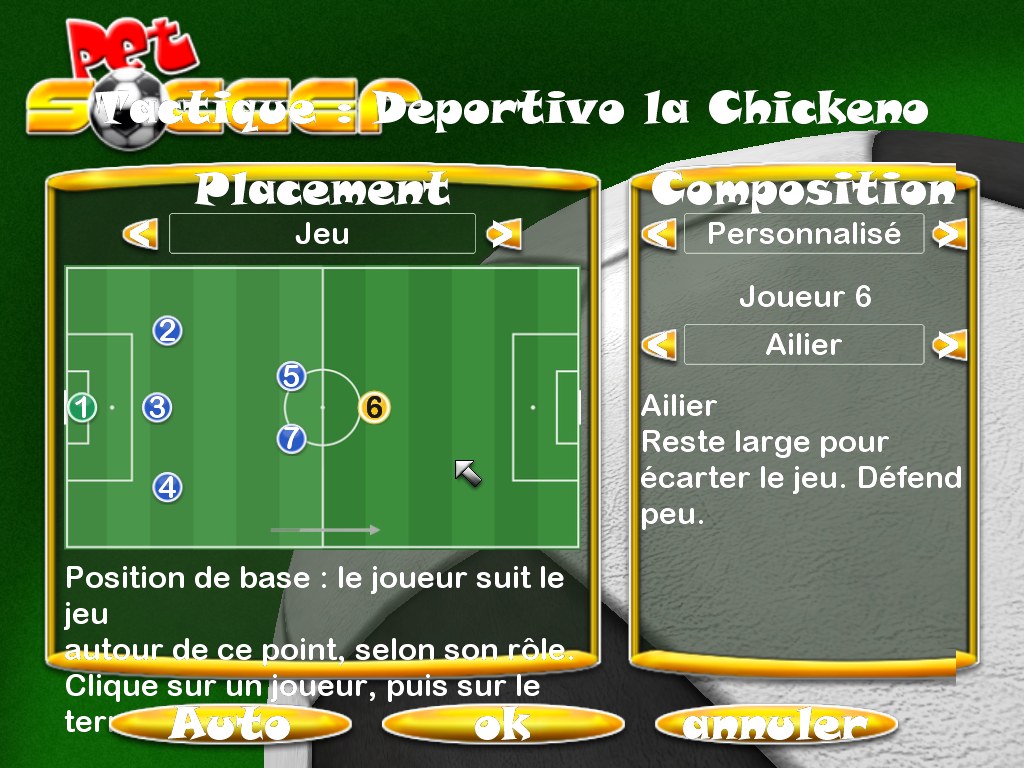 Pet
SOCCER
Tactique : Deportivo la Chickeno
Placement
Jeu
1
2
3
4
5
6
7
Position de base : le joueur suit le
jeu
autour de ce point, selon son rôle.
Clique sur un joueur, puis sur le
Composition
Personnalisé
Joueur 6
Ailier
Ailier
Reste large pour
écarter le jeu. Défend
peu.
Auto
ok
annuler